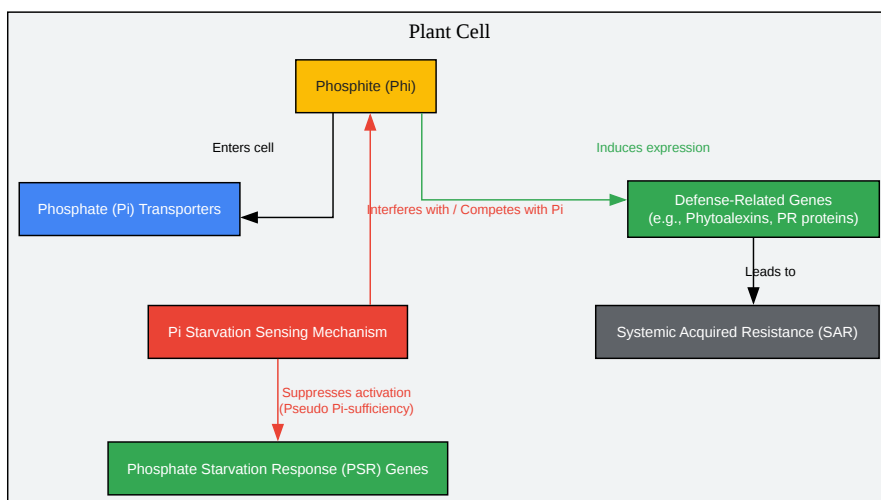 Plant Cell
Phosphite (Phi)
Enters cell
Induces expression
Phosphate (Pi) Transporters
Interferes with / Competes with Pi
Defense-Related Genes
(e.g., Phytoalexins, PR proteins)
Leads to
Pi Starvation Sensing Mechanism
Systemic Acquired Resistance (SAR)
Suppresses activation
(Pseudo Pi-sufficiency)
Phosphate Starvation Response (PSR) Genes